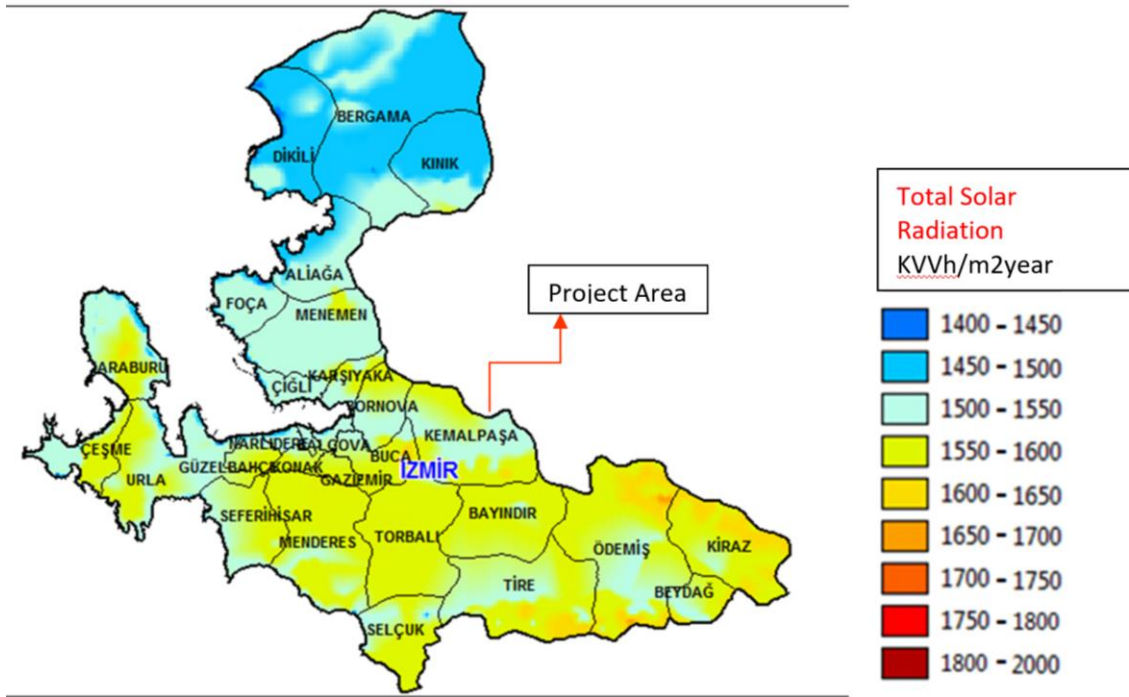 BERGAMA
DİKİLİ
KINIK
ALİAĞA
FOÇA
MENEMEN
Project Area
ARABURU
KARŞIYAKA
ÇİĞLİ
BORNOVA
KEMALPAŞA
NARLIDERE BALÇOVA
ÇEŞME
BUCA
URLA
GÜZELBAHÇE KONAK
İZMİR
GAZİEMİR
SEFERİHİSAR
BAYINDIR
MENDERES
TORBALI
ÖDEMİŞ
KİRAZ
TİRE
BEYDAĞ
SELÇUK
Total Solar
Radiation
KVVh/m2year
1400 - 1450
1450 - 1500
1500 - 1550
1550 - 1600
1600 - 1650
1650 - 1700
1700 - 1750
1750 - 1800
1800 - 2000